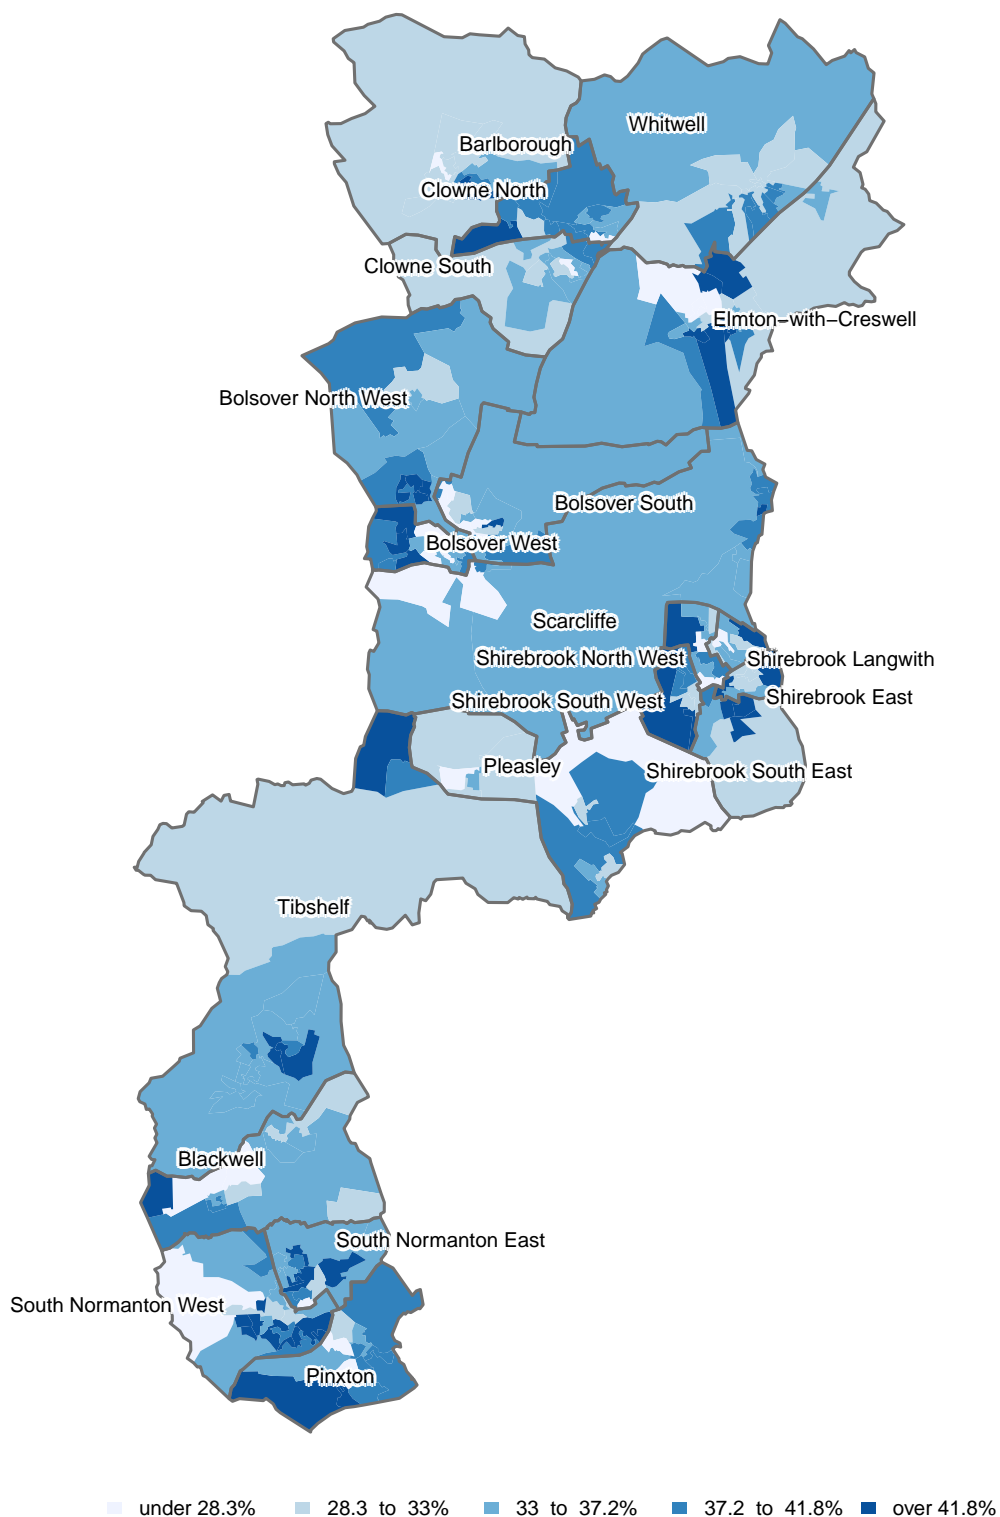 Whitwell
Barlborough
Clowne North
Clowne South
Elmton−with−Creswell
Bolsover North West
Bolsover South
Bolsover West
Scarcliffe
Shirebrook North West
Shirebrook Langwith
Shirebrook South West
Shirebrook East
Pleasley
Shirebrook South East
Tibshelf
Blackwell
South Normanton East
South Normanton West
Pinxton
under 28.3% 28.3 to 33% 33 to 37.2% 37.2 to 41.8% over 41.8%